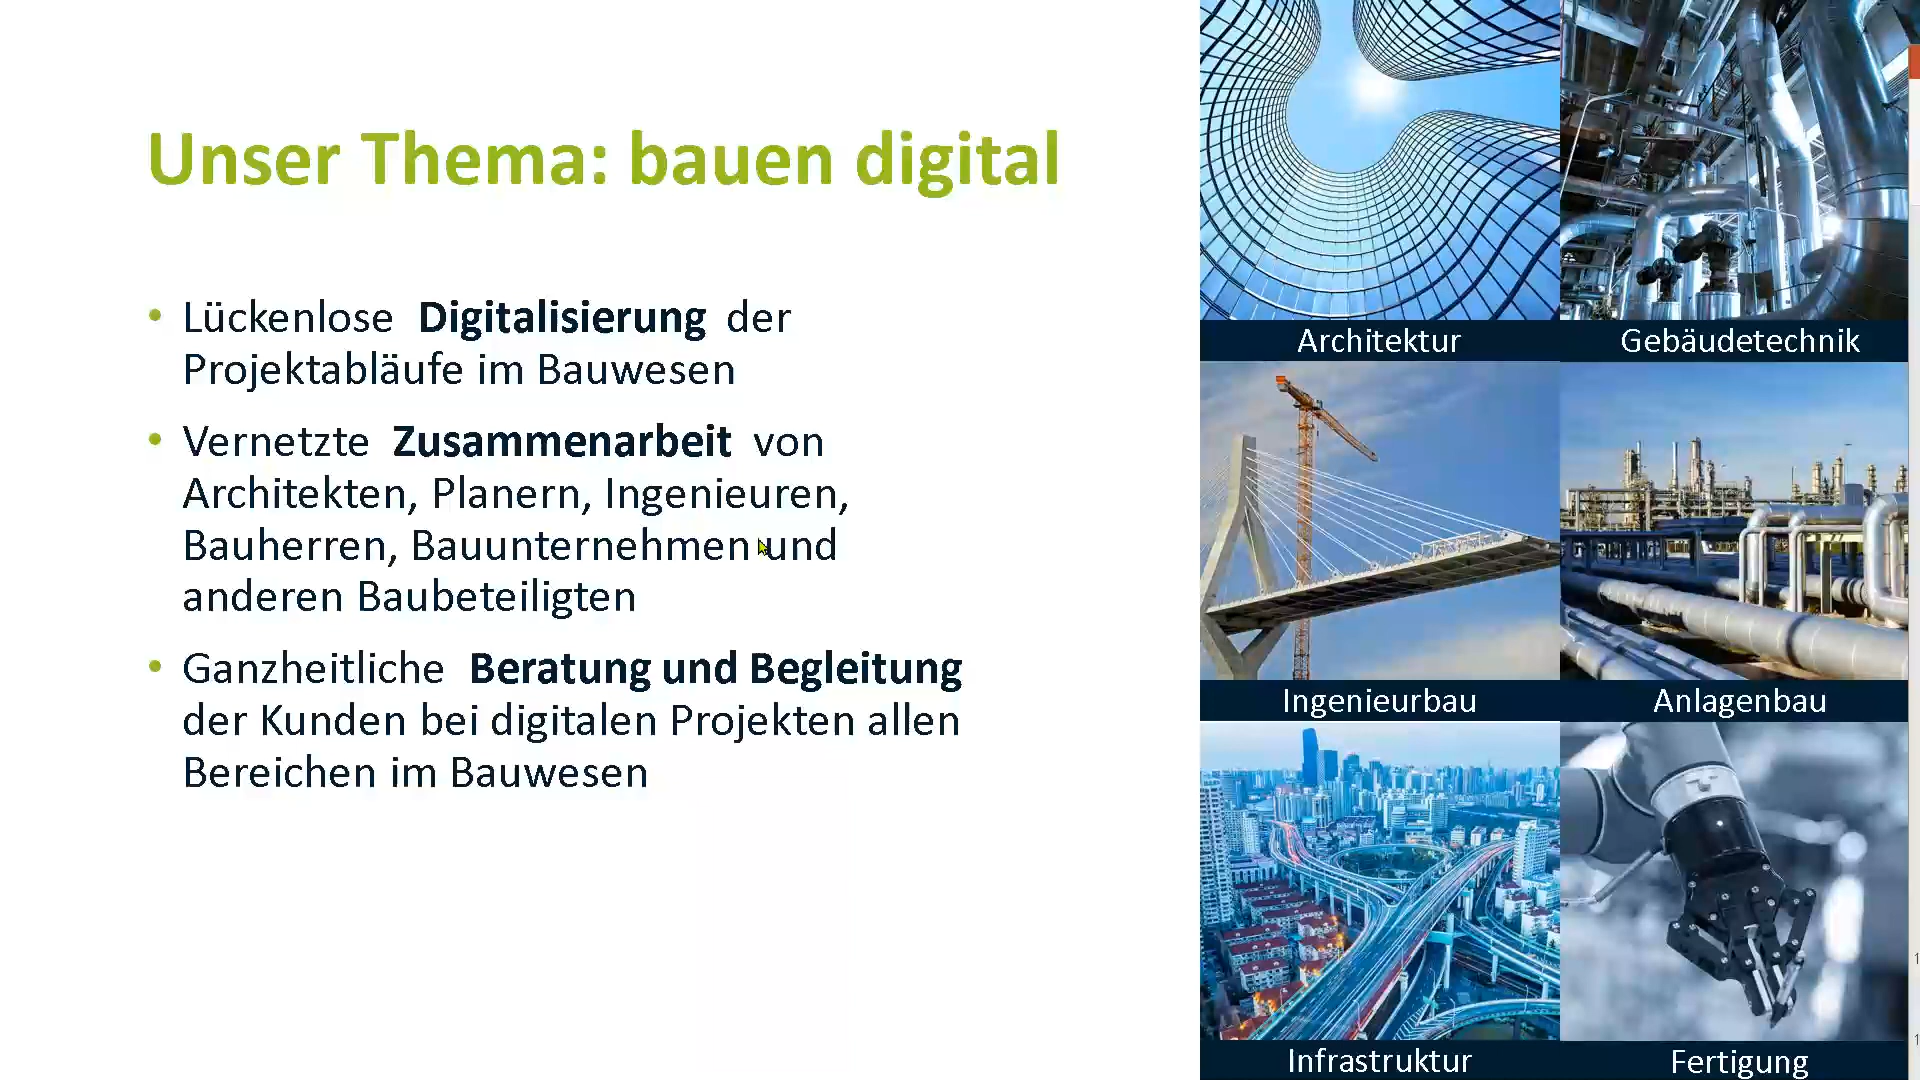 Unser Thema: bauen digital
• Lückenlose Digitalisierung der
Projektabläufe im Bauwesen
• Vernetzte Zusammenarbeit von
Architekten, Planern, Ingenieuren,
Bauherren, Bauunternehmen und
anderen Baubeteiligten
• Ganzheitliche Beratung und Begleitung
der Kunden bei digitalen Projekten allen
Bereichen im Bauwesen
Architektur
Gebäudetechnik
Ingenieurbau
Anlagenbau
Infrastruktur
Fertigung